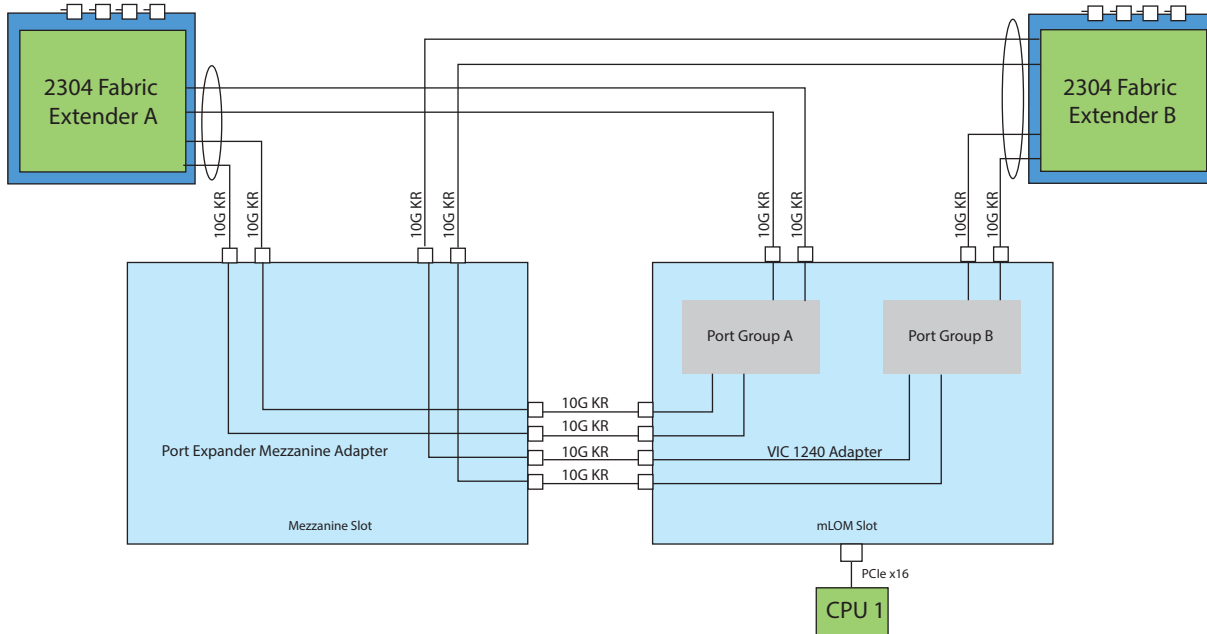 2304 Fabric
Extender A
2304 Fabric
Extender B
10G KR
10G KR
10G KR
10G KR
10G KR
10G KR
10G KR
10G KR
Port Group A
Port Group B
10G KR
10G KR
10G KR
10G KR
Port Expander Mezzanine Adapter
VIC 1240 Adapter
Mezzanine Slot
mLOM Slot
PCIe x16
CPU 1